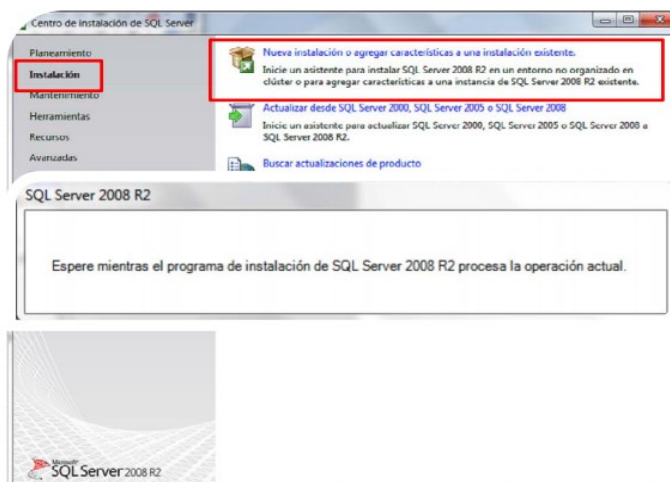 Centro de instalación de SQL Server
Planeamiento
Instalación
Mantenimiento
Herramientas
Recursos
Avanzadas
Nueva instalación o agregar características a una instalación existente.
Inicie un asistente para instalar SQL Server 2008 R2 en un entorno no organizado en
clúster o para agregar características a una instancia de SQL Server 2008 R2 existente.
Actualizar desde SQL Server 2000, SQL Server 2005 o SQL Server 2008
Inicie un asistente para actualizar SQL Server 2000, SQL Server 2005 o SQL Server 2008 a
SQL Server 2008 R2.
Buscar actualizaciones de producto
SQL Server 2008 R2
Espere mientras el programa de instalación de SQL Server 2008 R2 procesa la operación actual.
Microsoft
SQL Server 2008 R2